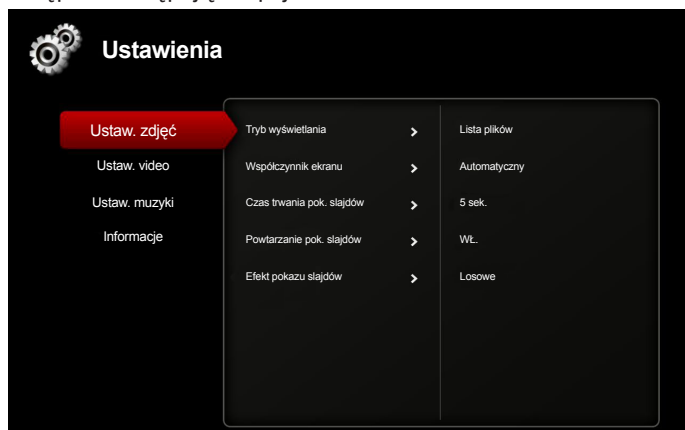 Ustawienia
Ustaw. zdjęć
Ustaw. video
Ustaw. muzyki
Informacje
Tryb wyświetlania
Lista plików
Współczynnik ekranu
Automatyczny
Czas trwania pok. slajdów
5 sek.
Powtarzanie pok. slajdów
WŁ.
Efekt pokazu slajdów
Losowe